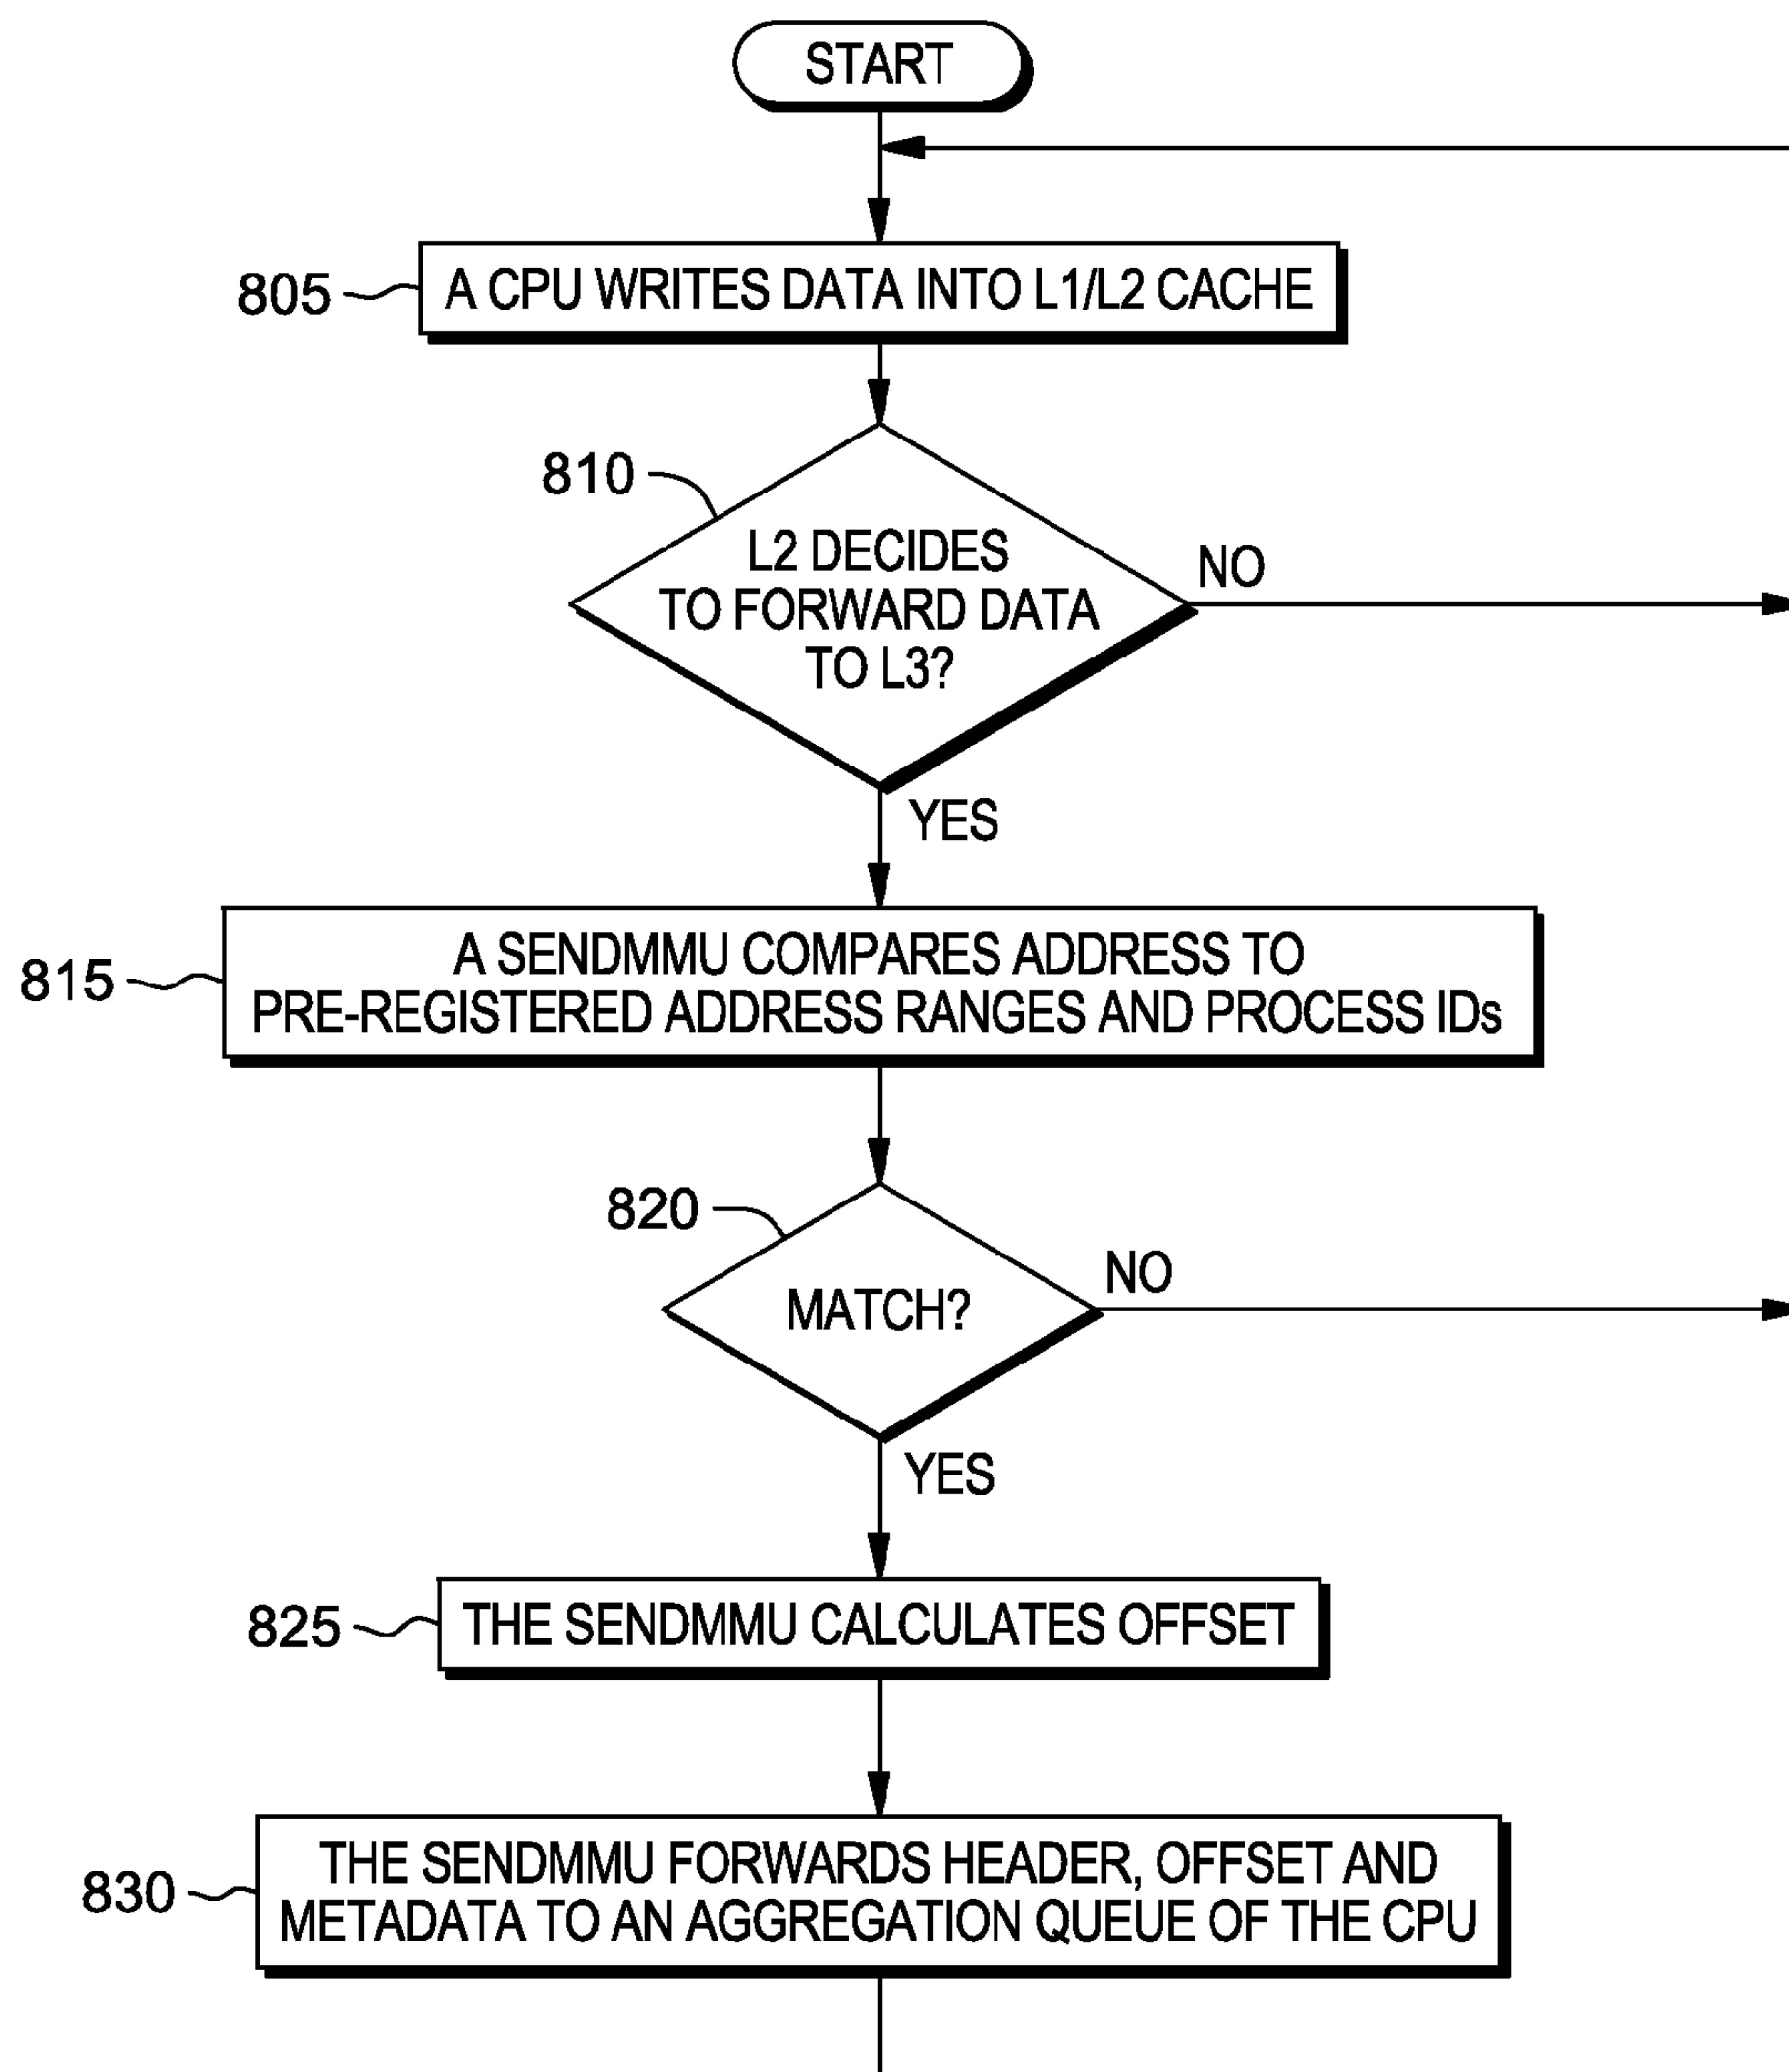 START
805
A CPU WRITES DATA INTO L1/L2 CACHE
810
L2 DECIDES
TO FORWARD DATA
TO L3?
NO
YES
815
A SENDMMU COMPARES ADDRESS TO
PRE-REGISTERED ADDRESS RANGES AND PROCESS IDs
820
MATCH?
NO
YES
825
THE SENDMMU CALCULATES OFFSET
830
THE SENDMMU FORWARDS HEADER, OFFSET AND
METADATA TO AN AGGREGATION QUEUE OF THE CPU